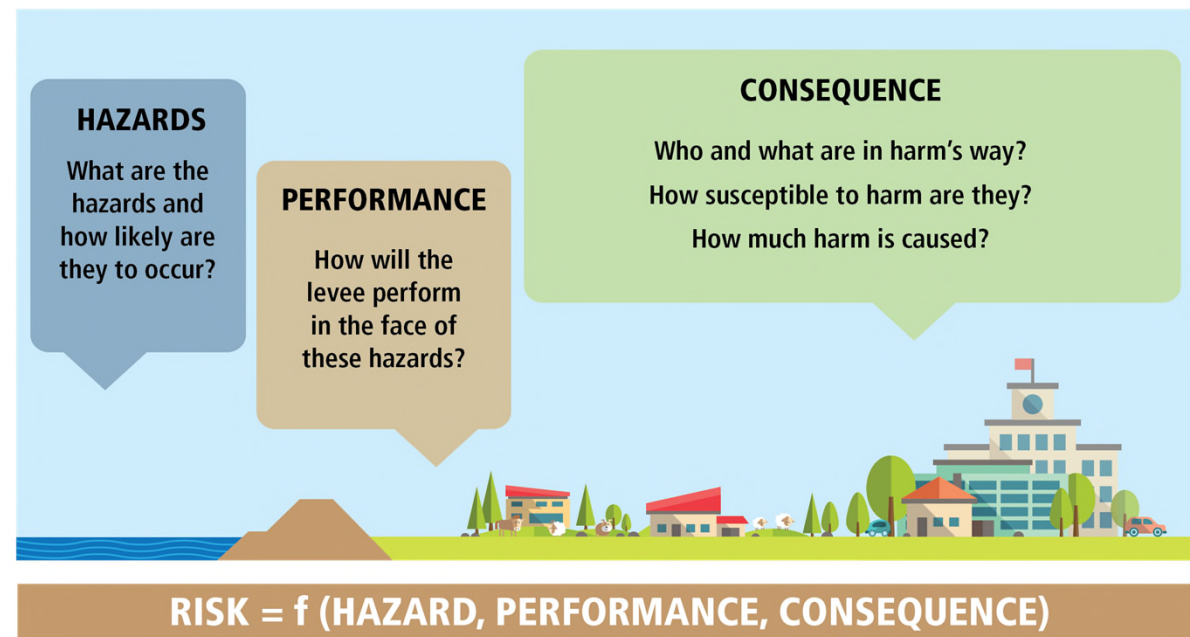 HAZARDS
What are the
hazards and
how likely are
they to occur?
PERFORMANCE
How will the
levee perform
in the face of
these hazards?
CONSEQUENCE
Who and what are in harm’s way?
How susceptible to harm are they?
How much harm is caused?
RISK = f (HAZARD, PERFORMANCE, CONSEQUENCE)